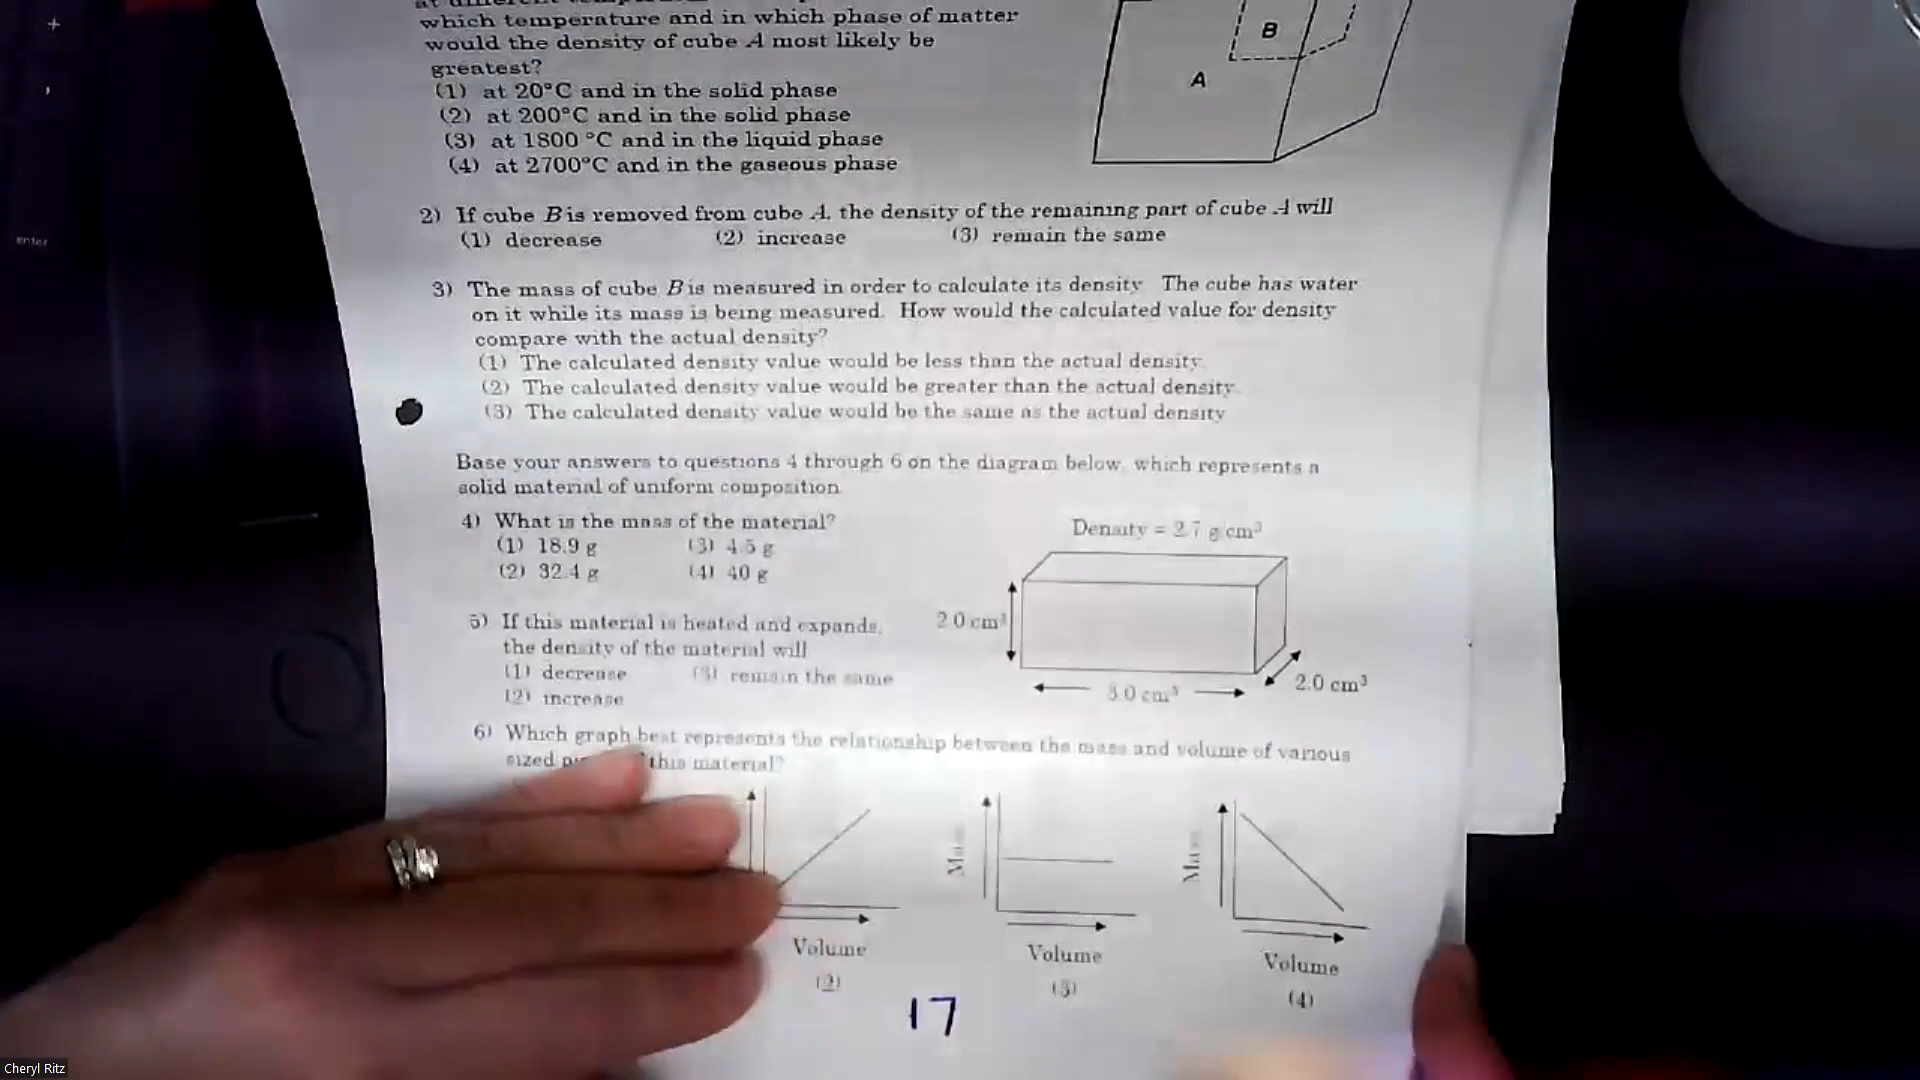 which temperature and in which phase of matter
B
would the density of cube A most likely be
greatest?
A
(1) at 20°C and in the solid phase
(2) at 200°C and in the solid phase
(3) at 1800 °C and in the liquid phase
(4) at 2700°C and in the gaseous phase
2) If cube B is removed from cube A, the density of the remaining part of cube A will
(1) decrease (2) increase (3) remain the same
enter
3) The mass of cube B is measured in order to calculate its density The cube has water
on it while its mass is being measured. How would the calculated value for density
compare with the actual density?
(1) The calculated density value would be less than the actual density.
(2) The calculated density value would be greater than the actual density.
(3) The calculated density value would be the same as the actual density
Base your answers to questions 4 through 6 on the diagram below, which represents a
solid material of uniform composition
4) What is the mass of the material?
(1) 18.9 g (3) 4.5 g
(2) 32.4 g (4) 40 g
Density = 2.7 g cm³
2.0 cm³
2.0 cm³
cm³
5) If this material is heated and expands,
the density of the material will
(1) decrease (3) remain the same
(2) increase
6) Which graph best represents the relationship between the mass and volume of various
sized this material?
Mass
Mass
Volume
Volume
Volume
(2)
(3)
(4)
17
Cheryl Ritz